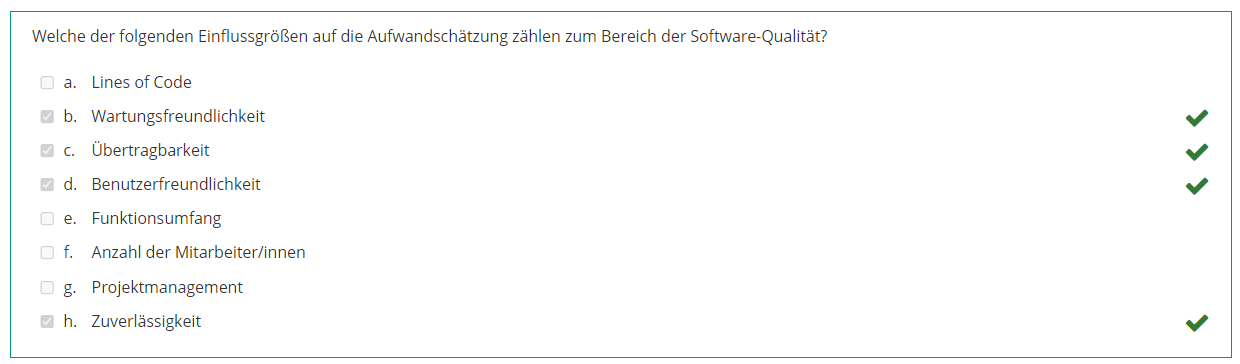 Welche der folgenden Einflussgrößen auf die Aufwandschätzung zählen zum Bereich der Software-Qualität?
a. Lines of Code
b. Wartungsfreundlichkeit
c. Übertragbarkeit
d. Benutzerfreundlichkeit
e. Funktionsumfang
f. Anzahl der Mitarbeiter/innen
g. Projektmanagement
h. Zuverlässigkeit